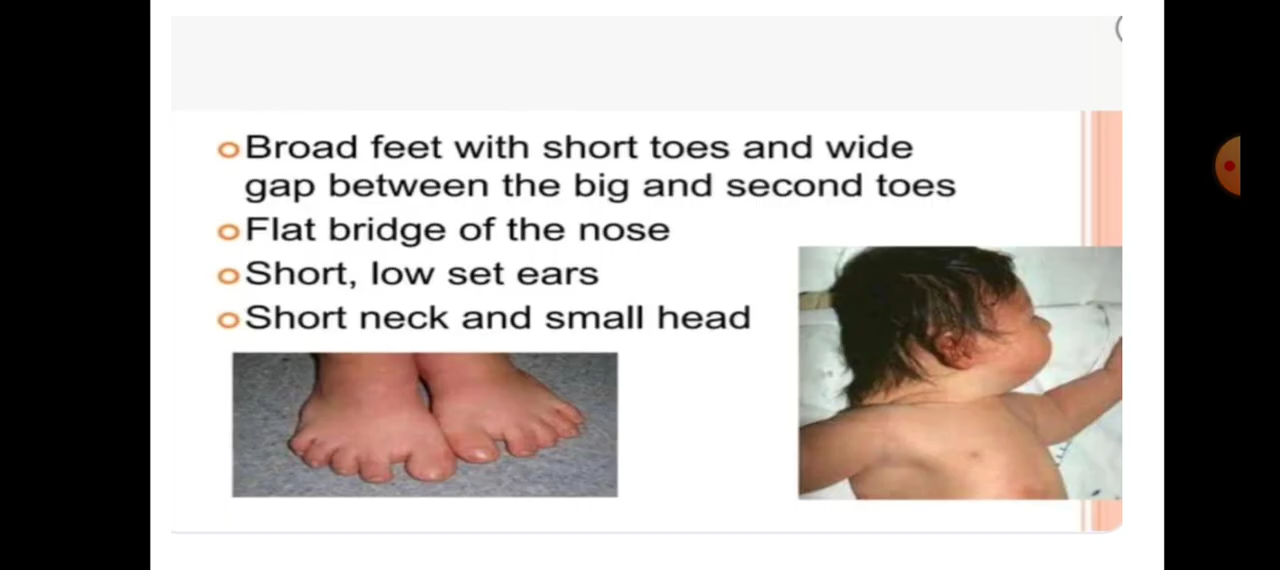 Broad feet with short toes and wide
gap between the big and second toes
Flat bridge of the nose
Short, low set ears
Short neck and small head